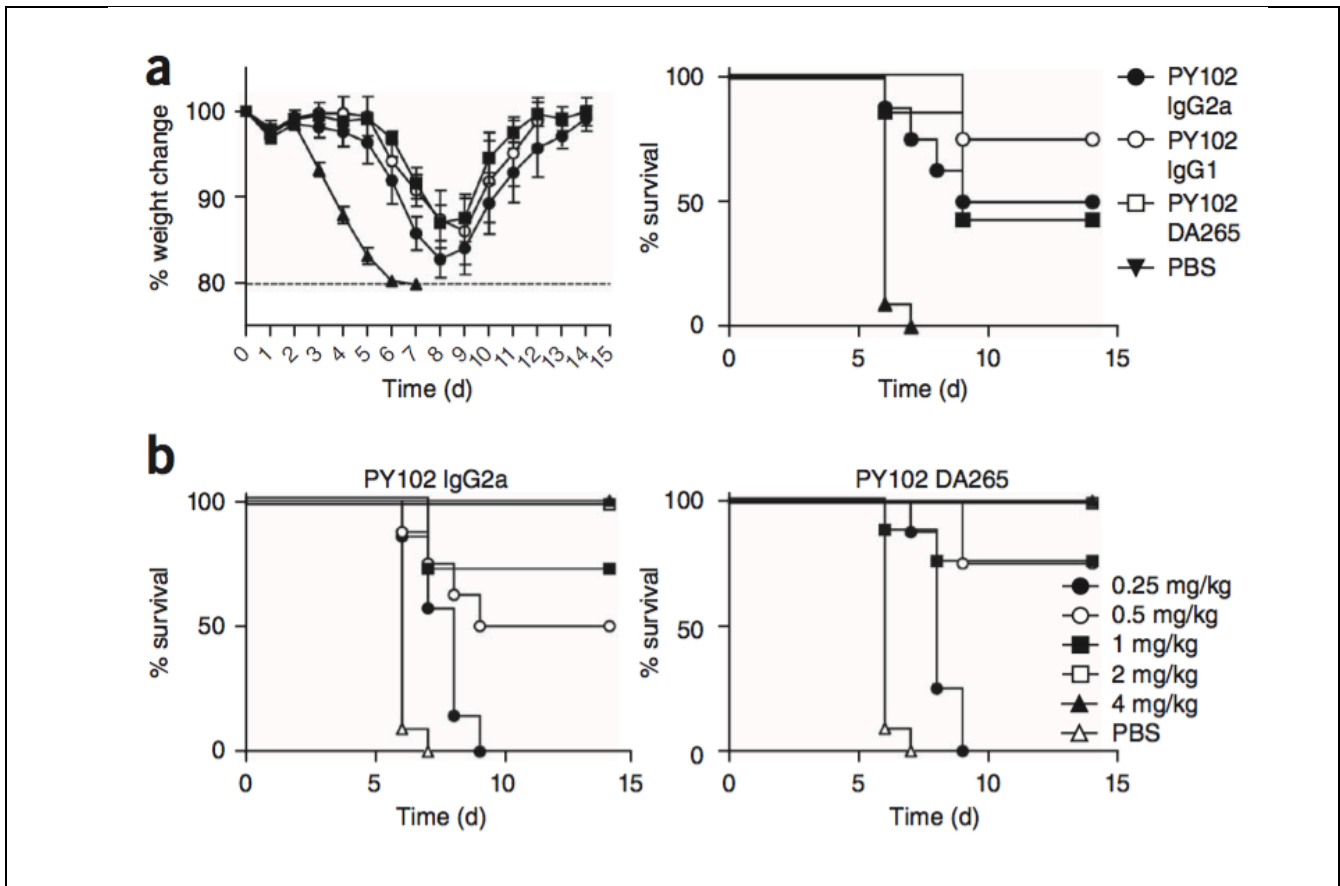 a
% weight change
100
90
80
0 1 2 3 4 5 6 7 8 9 10 11 12 13 14 15
Time (d)
% survival
100
50
0
0 5 10 15
Time (d)
PY102
IgG2a
PY102
IgG1
PY102
DA265
PBS
b
PY102 IgG2a
% survival
100
50
0
0 5 10 15
Time (d)
PY102 DA265
% survival
100
50
0
0 5 10 15
Time (d)
0.25 mg/kg
0.5 mg/kg
1 mg/kg
2 mg/kg
4 mg/kg
PBS